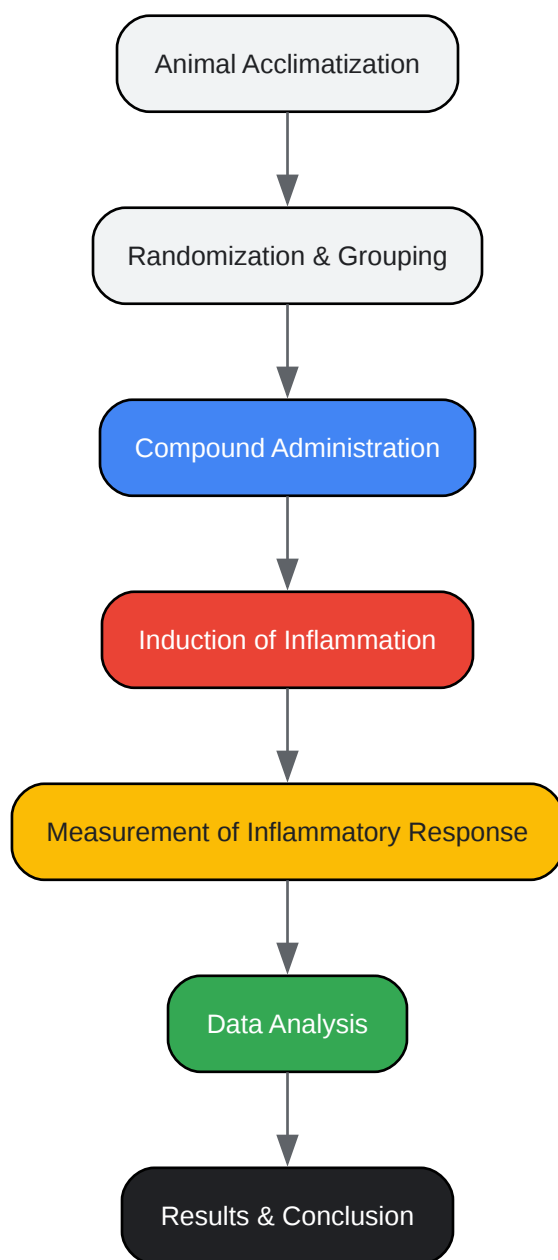 Animal Acclimatization
Randomization & Grouping
Compound Administration
Induction of Inflammation
Measurement of Inflammatory Response
Data Analysis
Results & Conclusion